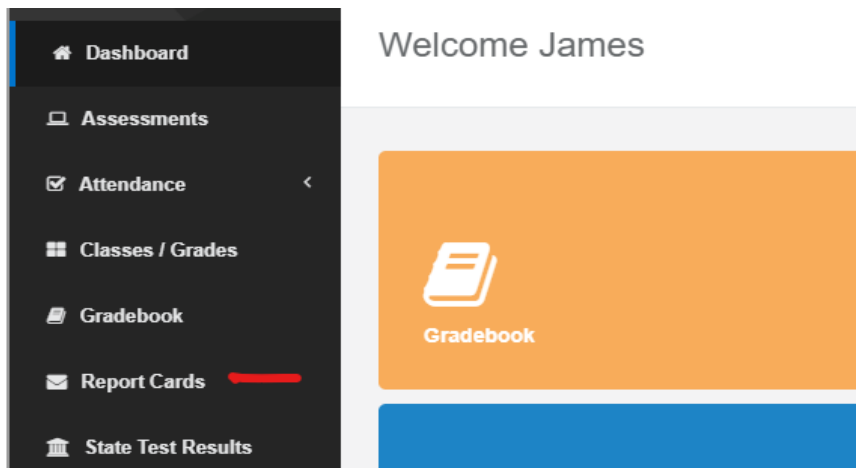 Dashboard
Assessments
Attendance
Classes / Grades
Gradebook
Report Cards
State Test Results
Welcome James
Gradebook